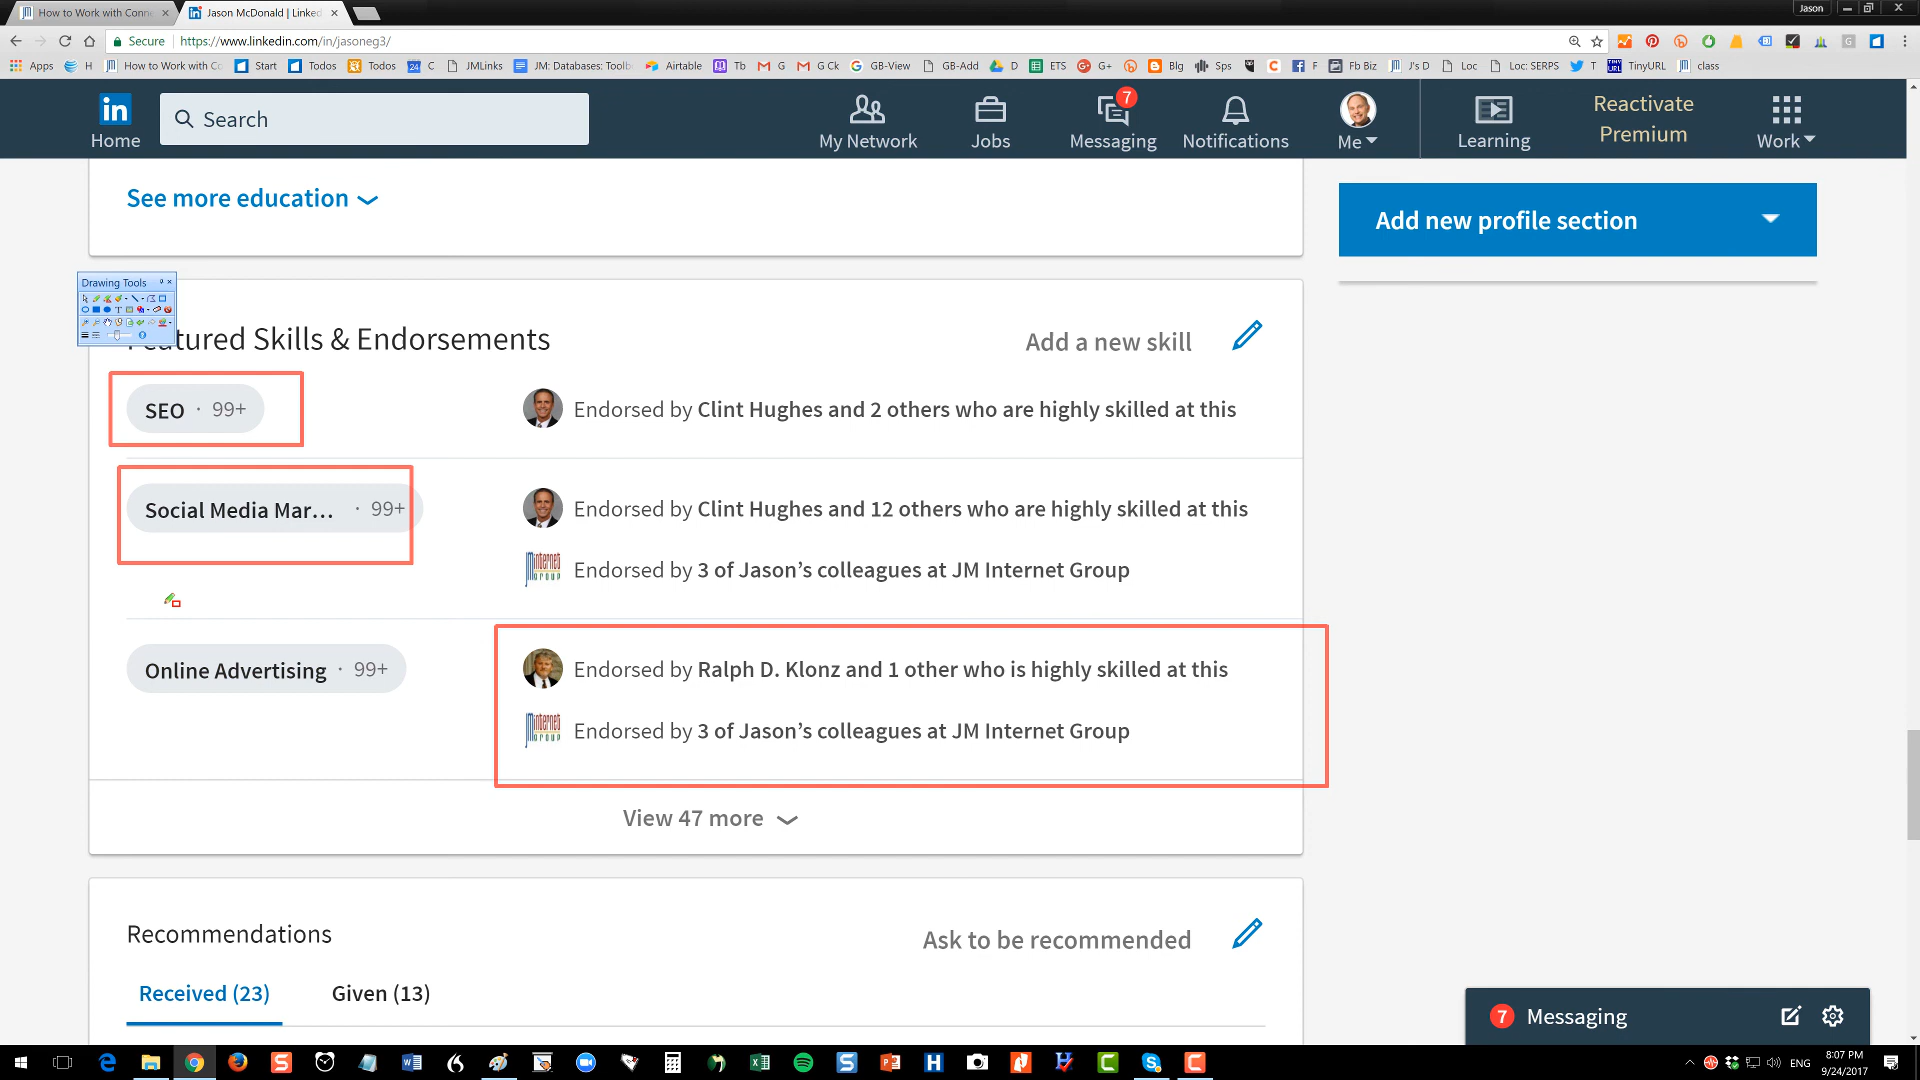 How to Work with Conne
Jason McDonald | Linked
Jason
Secure
https://www.linkedin.com/in/jasoneg3/
Apps
H
How to Work with Co
Start
Todos
Todos
24
C
JMLinks
JM: Databases: Toolb
Airtable
Tb
G
G Ck
GB-View
GB-Add
D
ETS
G+
Blg
Sps
F
Fb Biz
J's D
Loc
Loc: SERPS
T
TinyURL
class
in
Home
Search
My Network
Jobs
7
Messaging
Notifications
Me
Learning
Reactivate
Premium
Work
See more education
Add new profile section
Drawing Tools
tured Skills & Endorsements
Add a new skill
SEO · 99+
Endorsed by Clint Hughes and 2 others who are highly skilled at this
Social Media Mar... · 99+
Endorsed by Clint Hughes and 12 others who are highly skilled at this
Endorsed by 3 of Jason's colleagues at JM Internet Group
Online Advertising · 99+
Endorsed by Ralph D. Klonz and 1 other who is highly skilled at this
Endorsed by 3 of Jason's colleagues at JM Internet Group
View 47 more
Recommendations
Ask to be recommended
Received (23)
Given (13)
7 Messaging
ENG
8:07 PM
9/24/2017